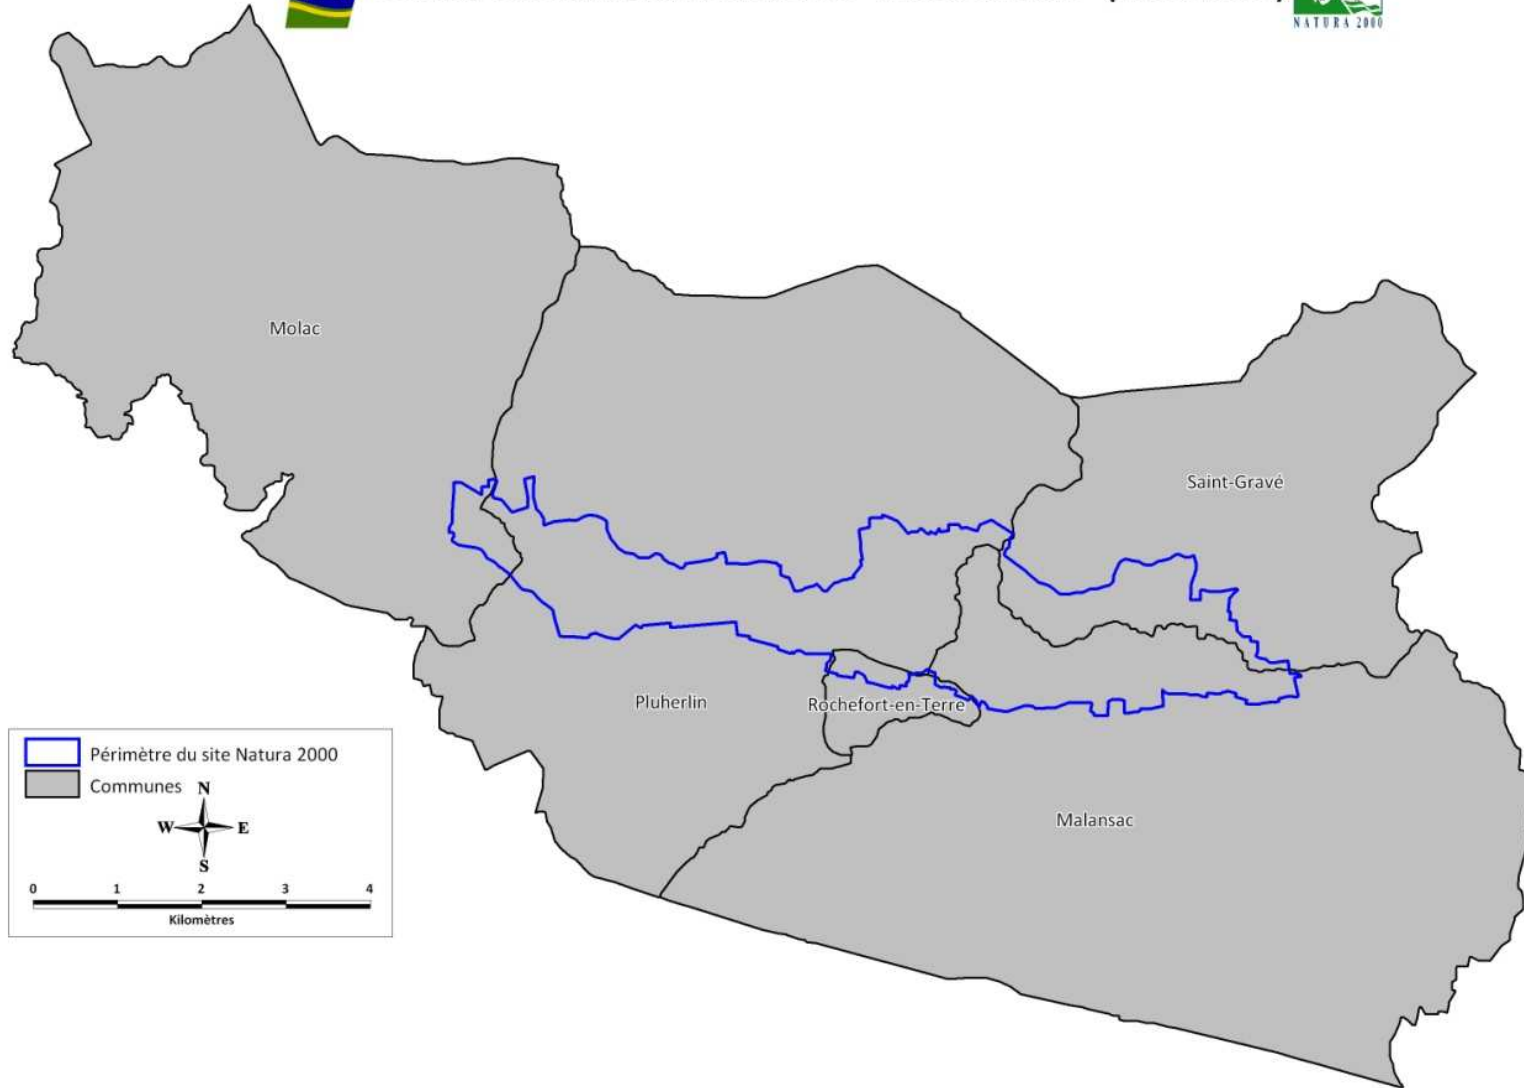 NATURA 2000
Molac
Saint-Gravé
Pluherlin
Rochefort-en-Terre
Malansac
Périmètre du site Natura 2000
Communes
N
W E
S
0 1 2 3 4
Kilomètres